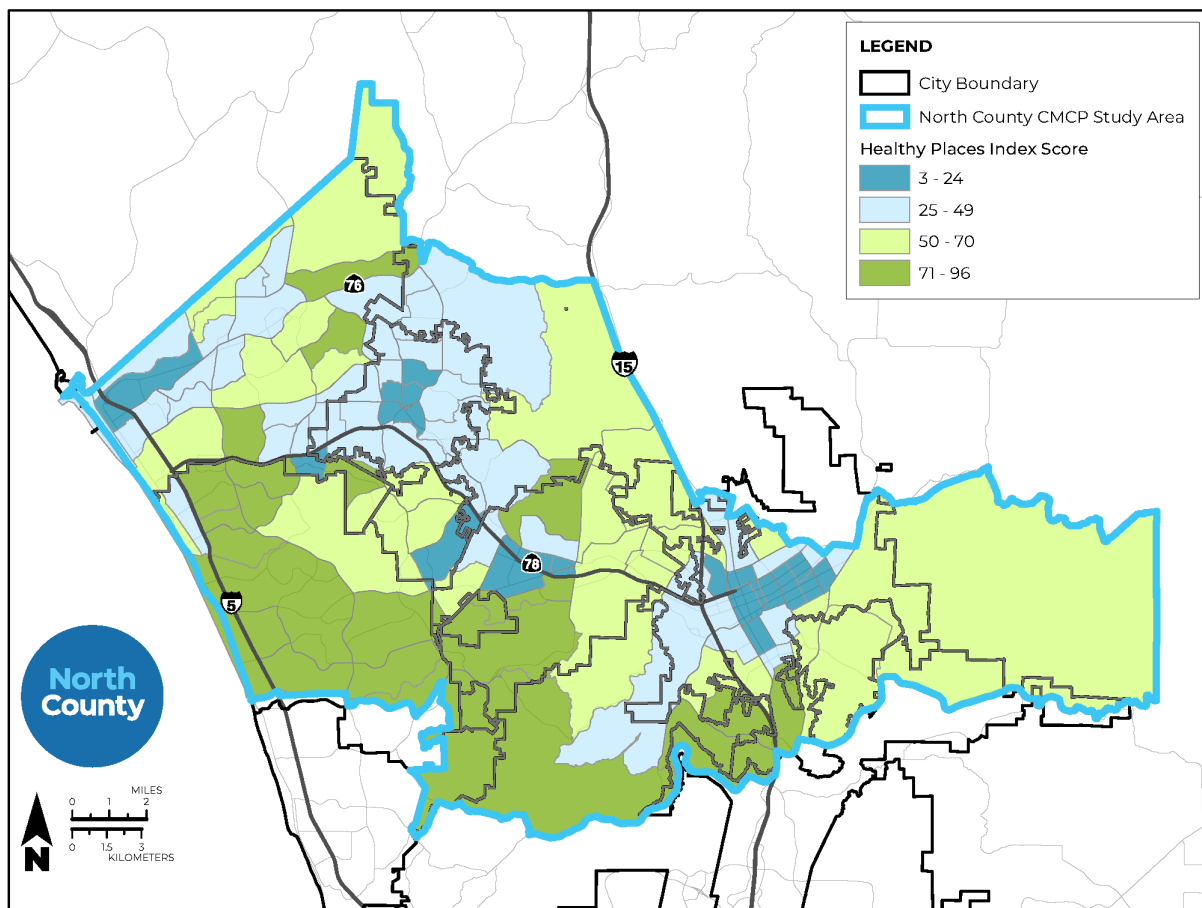 LEGEND
City Boundary
North County CMCP Study Area
Healthy Places Index Score
3 - 24
25 - 49
50 - 70
71 - 96
76
15
78
5
North
County
MILES
0 1 2
0 1.5 3
KILOMETERS
N